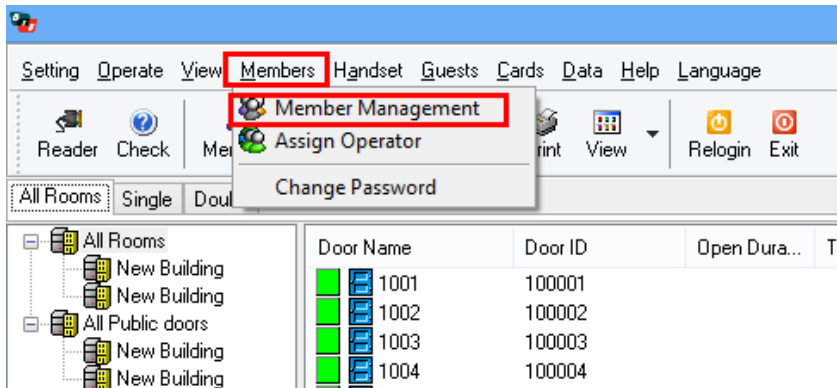 Setting Operate View Members Handset Guests Cards Data Help Language
Member Management
Assign Operator
Change Password
Reader Check View Relogin Exit
All Rooms Single
All Rooms
New Building
New Building
All Public doors
New Building
New Building
Door Name Door ID Open Dura...
1001 100001
1002 100002
1003 100003
1004 100004